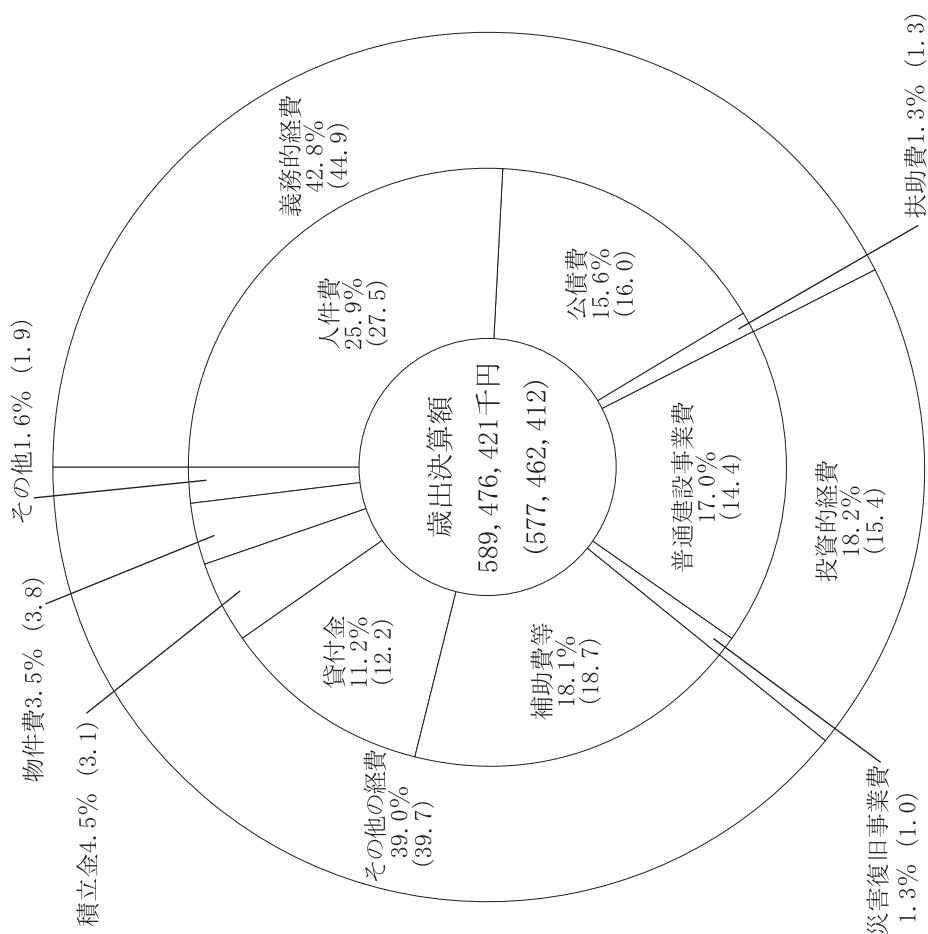 歳出決算額
589,476,421千円
(577,462,412)
義務的経費
42.8%
(44.9)
人件費
25.9%
(27.5)
公債費
15.6%
(16.0)
扶助費1.3% (1.3)
投資的経費
18.2%
(15.4)
普通建設事業費
17.0%
(14.4)
災害復旧事業費
1.3% (1.0)
その他の経費
39.0%
(39.7)
補助費等
18.1%
(18.7)
貸付金
11.2%
(12.2)
積立金4.5% (3.1)
物件費3.5% (3.8)
その他1.6% (1.9)